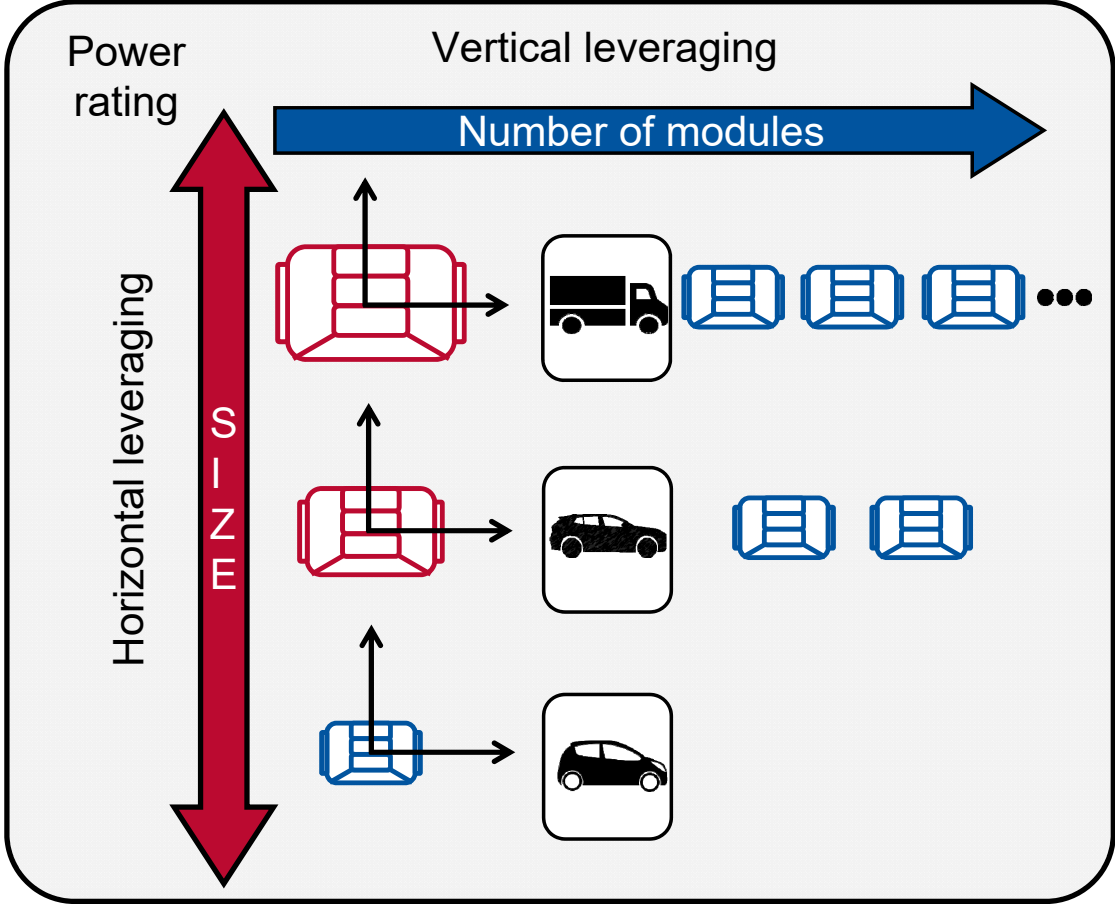 Power
rating
Vertical leveraging
Number of modules
Horizontal leveraging
S
I
Z
E